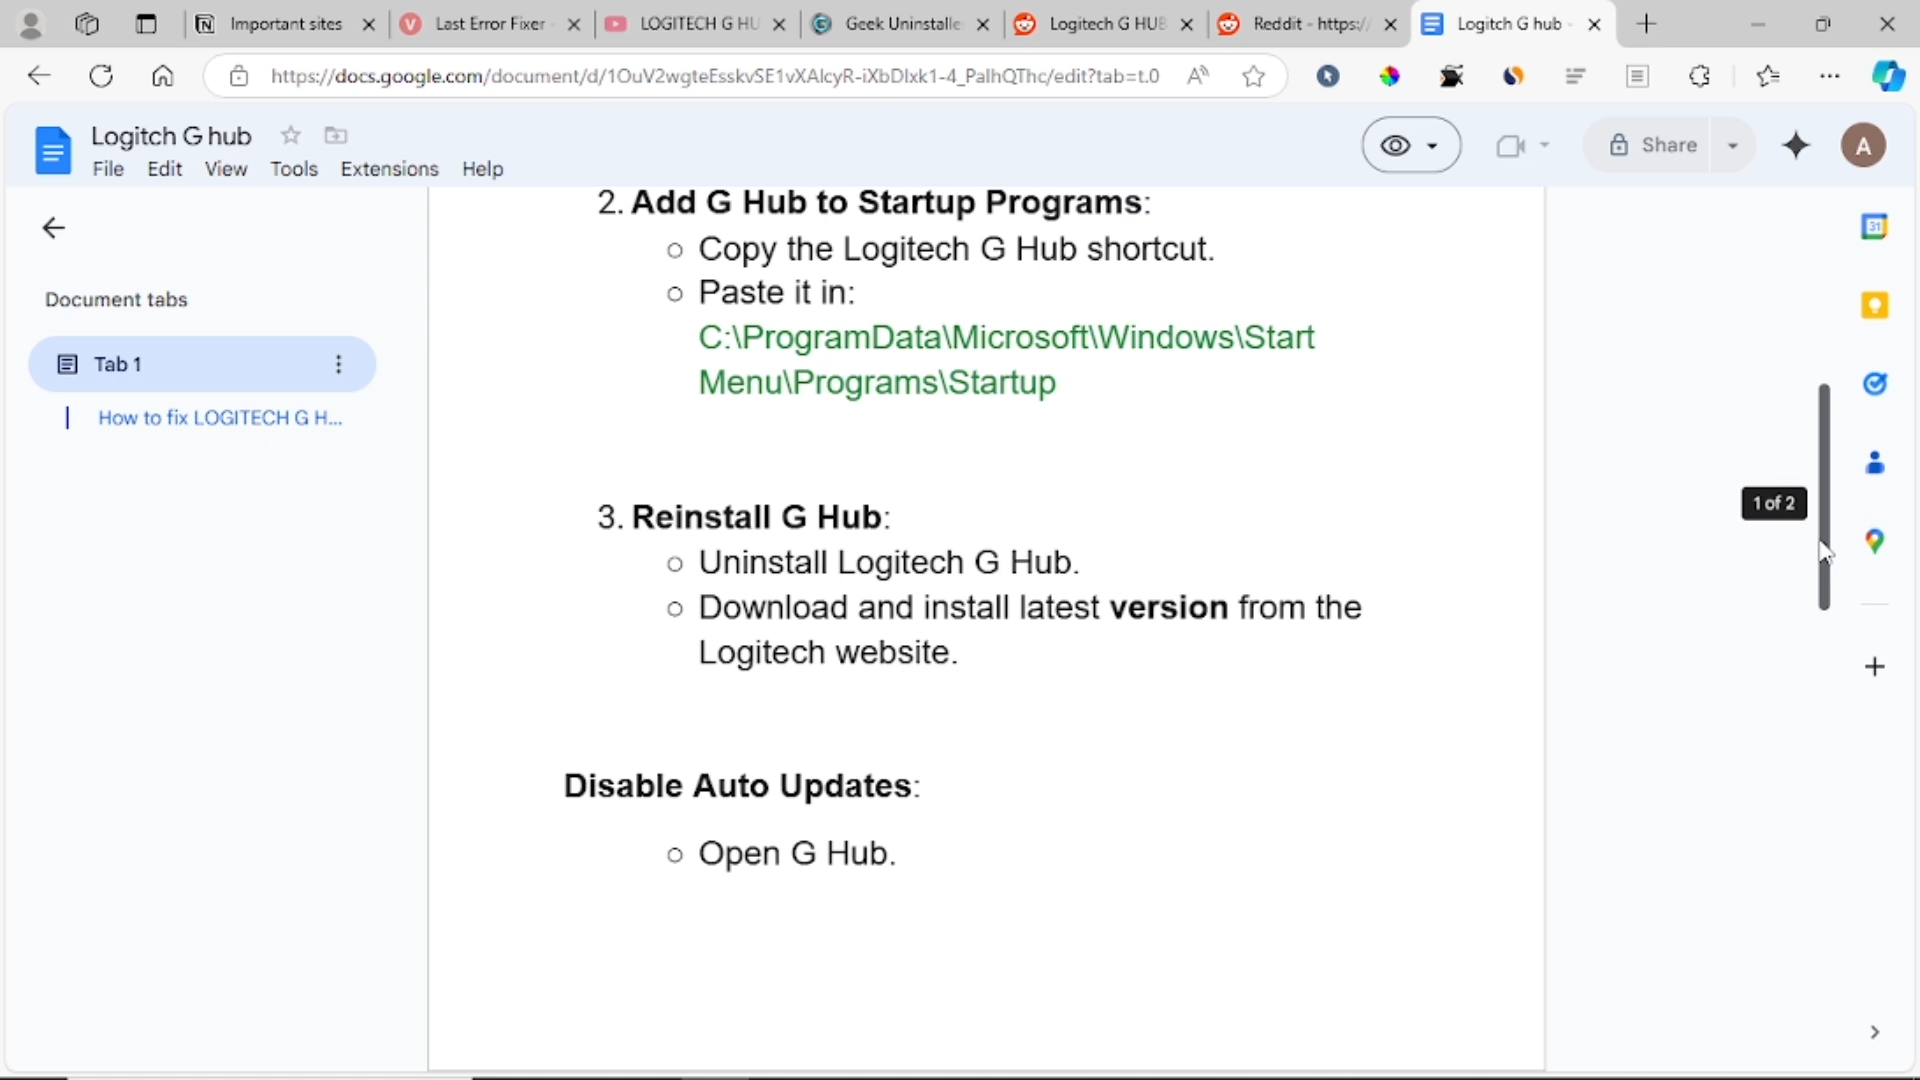 Important sites
Last Error Fixer
LOGITECH G HU
Geek Uninstalle
Logitech G HUB
Reddit - https:/
Logitch G hub -
https://docs.google.com/document/d/1OuV2wgteEsskvSE1vXAlcyR-iXbDlxk1-4_PalhQThc/edit?tab=t.0
Logitch G hub
File Edit View Tools Extensions Help
Share
A
31
Document tabs
Tab 1
How to fix LOGITECH G H...
2. Add G Hub to Startup Programs:
○ Copy the Logitech G Hub shortcut.
○ Paste it in:
C:\ProgramData\Microsoft\Windows\Start
Menu\Programs\Startup
1 of 2
3. Reinstall G Hub:
○ Uninstall Logitech G Hub.
○ Download and install latest version from the
Logitech website.
Disable Auto Updates:
○ Open G Hub.